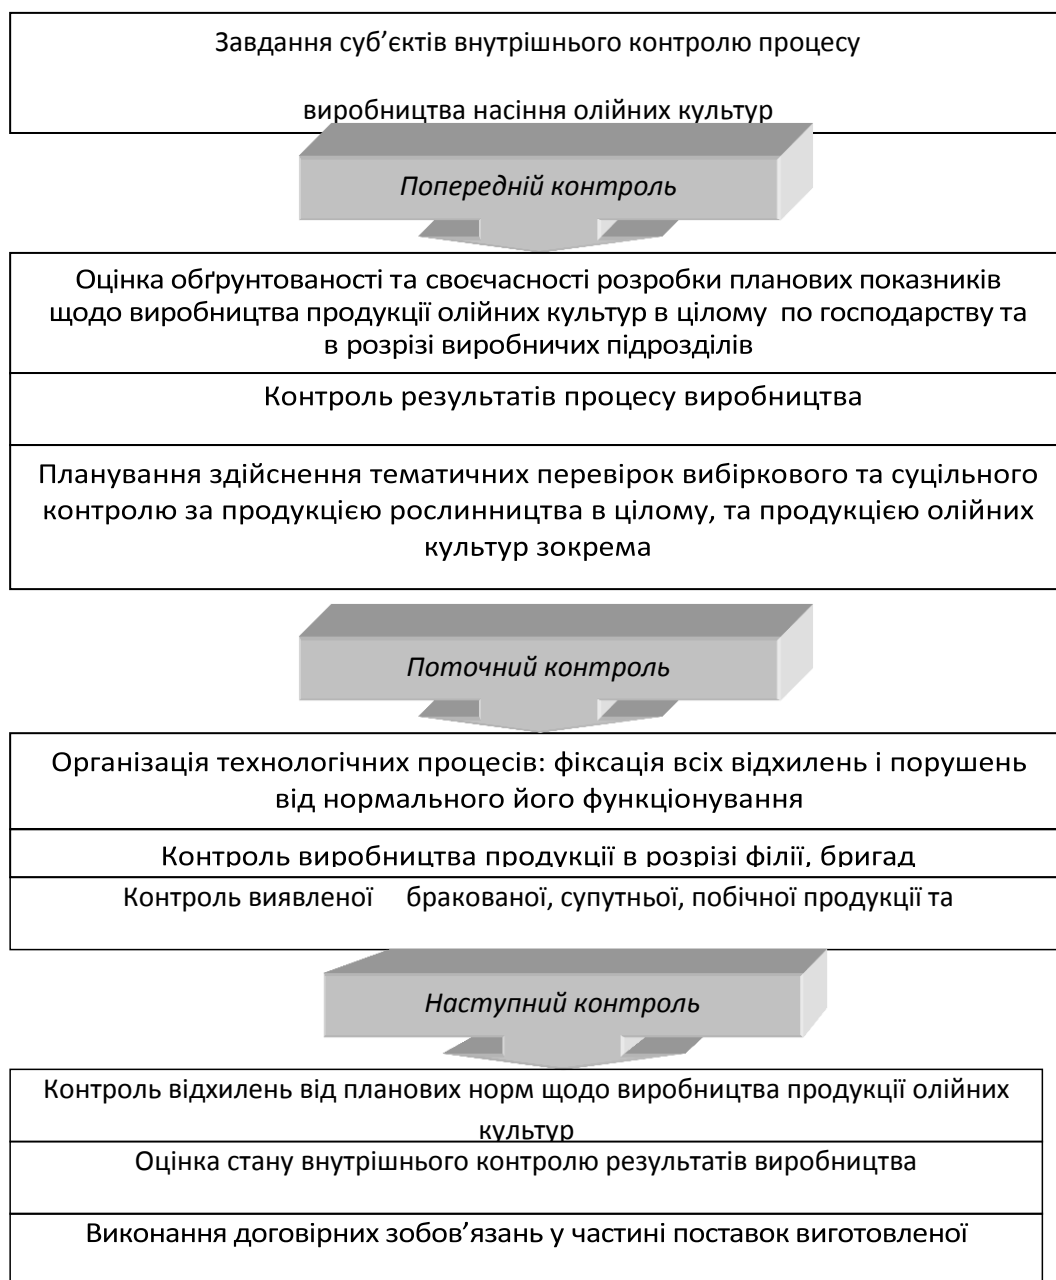 Завдання суб’єктів внутрішнього контролю процесу
виробництва насіння олійних культур
Попередній контроль
Оцінка обґрунтованості та своєчасності розробки планових показників
щодо виробництва продукції олійних культур в цілому по господарству та
в розрізі виробничих підрозділів
Контроль результатів процесу виробництва
Планування здійснення тематичних перевірок вибіркового та суцільного
контролю за продукцією рослинництва в цілому, та продукцією олійних
культур зокрема
Поточний контроль
Організація технологічних процесів: фіксація всіх відхилень і порушень
від нормального його функціонування
Контроль виробництва продукції в розрізі філії, бригад
Контроль виявленої бракованої, супутньої, побічної продукції та
Наступний контроль
Контроль відхилень від планових норм щодо виробництва продукції олійних
культур
Оцінка стану внутрішнього контролю результатів виробництва
Виконання договірних зобов’язань у частині поставок виготовленої